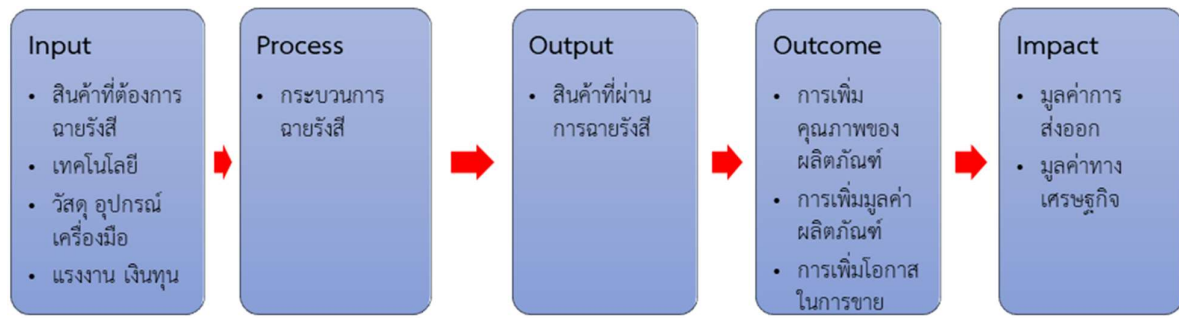 Input
• สินค้าที่ต้องการ
ฉายรังสี
• เทคโนโลยี
• วัสดุ อุปกรณ์
เครื่องมือ
• แรงงาน เงินทุน
Process
• กระบวนการ
ฉายรังสี
Output
• สินค้าที่ผ่าน
การฉายรังสี
Outcome
• การเพิ่ม
คุณภาพของ
ผลิตภัณฑ์
• การเพิ่มมูลค่า
ผลิตภัณฑ์
• การเพิ่มโอกาส
ในการขาย
Impact
• มูลค่าการ
ส่งออก
• มูลค่าทาง
เศรษฐกิจ